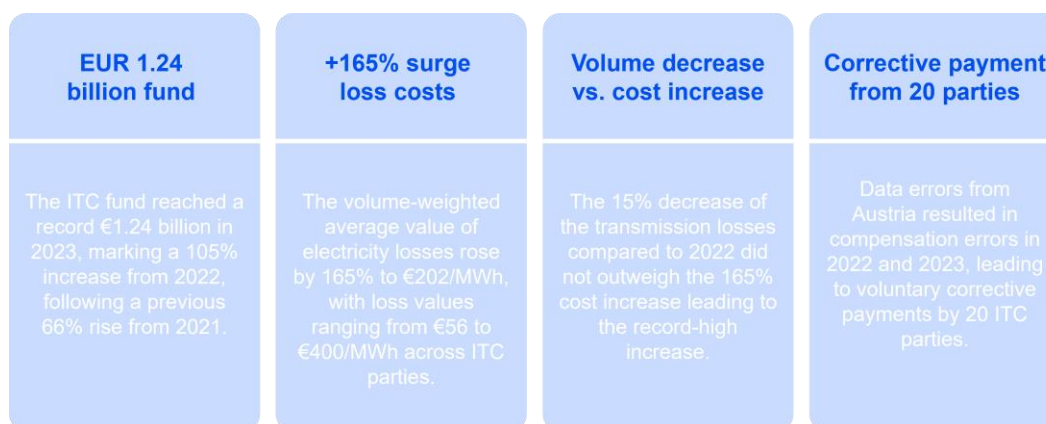 EUR 1.24
billion fund
The ITC fund reached a
record €1.24 billion in
2023, marking a 105%
increase from 2022,
following a previous
66% rise from 2021.
+165% surge
loss costs
The volume-weighted
average value of
electricity losses rose
by 165% to €202/MWh,
with loss values
ranging from €56 to
€400/MWh across ITC
parties.
Volume decrease
vs. cost increase
The 15% decrease of
the transmission losses
compared to 2022 did
not outweigh the 165%
cost increase leading to
the record-high
increase.
Corrective payment
from 20 parties
Data errors from
Austria resulted in
compensation errors in
2022 and 2023, leading
to voluntary corrective
payments by 20 ITC
parties.